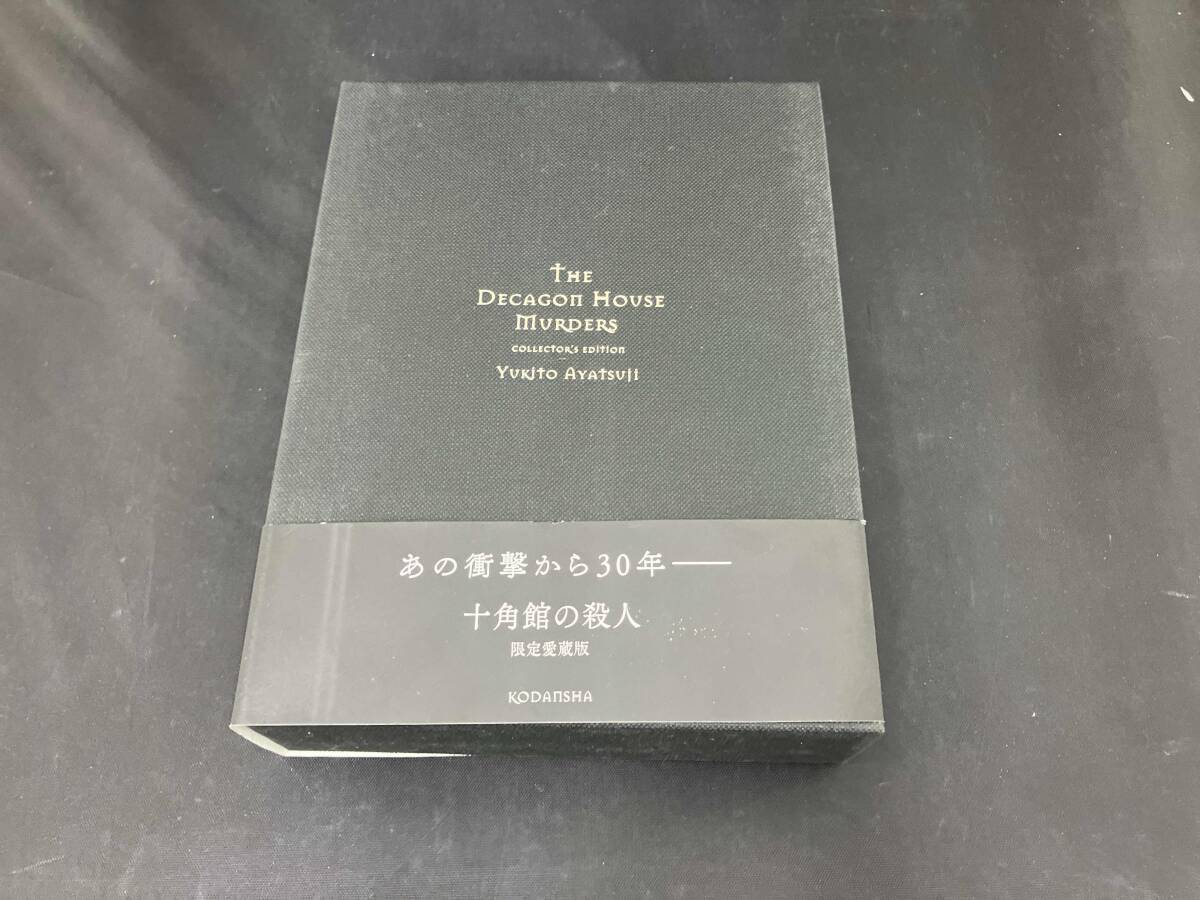 THE
DECAGON HOUSE
MURDERS
COLLECTOR'S EDITION
YUKITO AYATSUJI
あの衝撃から30年――
十角館の殺人
限定愛蔵版
KODANSHA